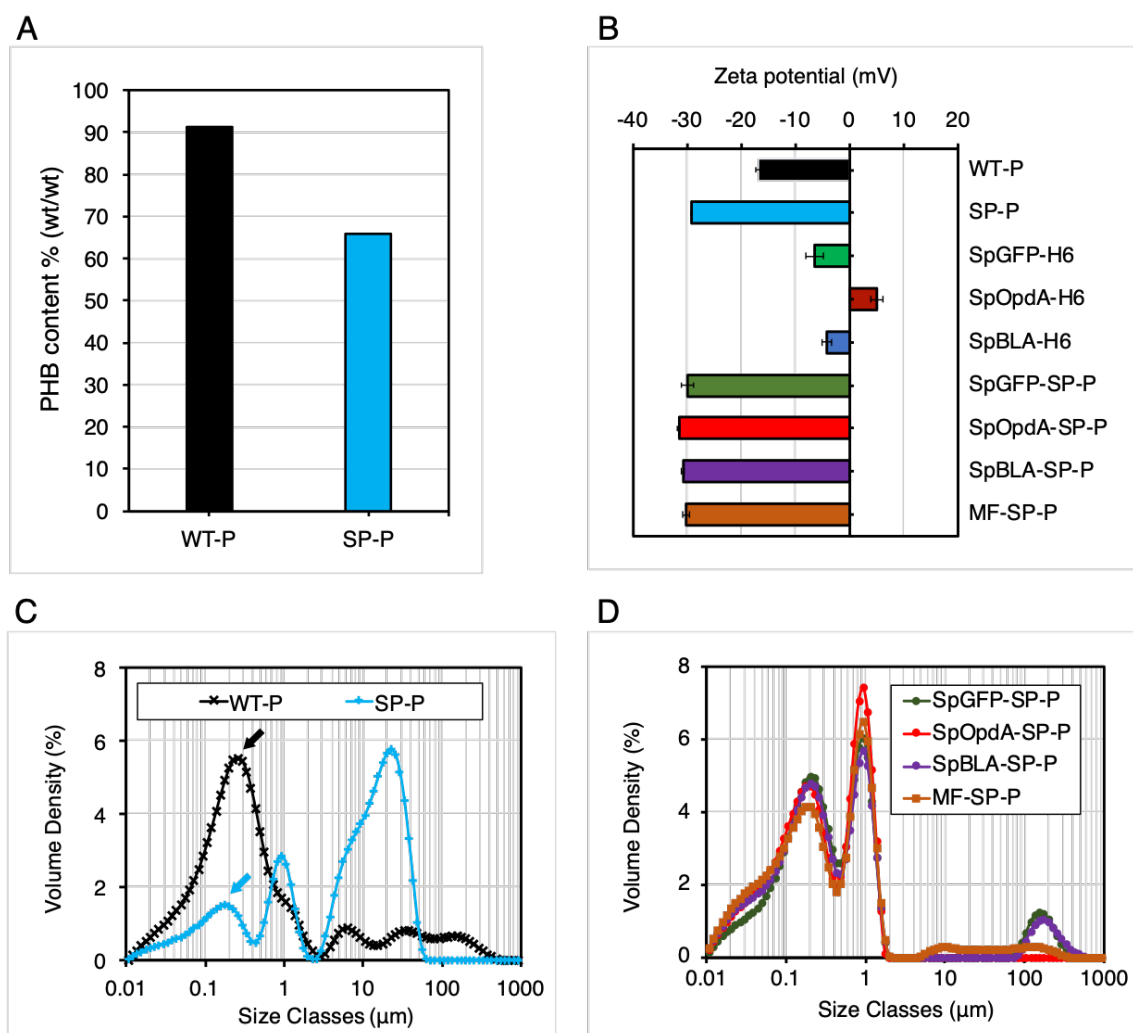 A
PHB content % (wt/wt)
100
90
80
70
60
50
40
30
20
10
0
WT-P SP-P
B
Zeta potential (mV)
-40 -30 -20 -10 0 10 20
WT-P
SP-P
SpGFP-H6
SpOpdA-H6
SpBLA-H6
SpGFP-SP-P
SpOpdA-SP-P
SpBLA-SP-P
MF-SP-P
C
Volume Density (%)
8
6
4
2
0
WT-P SP-P
0.01 0.1 1 10 100 1000
Size Classes (µm)
D
Volume Density (%)
8
6
4
2
0
SpGFP-SP-P
SpOpdA-SP-P
SpBLA-SP-P
MF-SP-P
0.01 0.1 1 10 100 1000
Size Classes (µm)